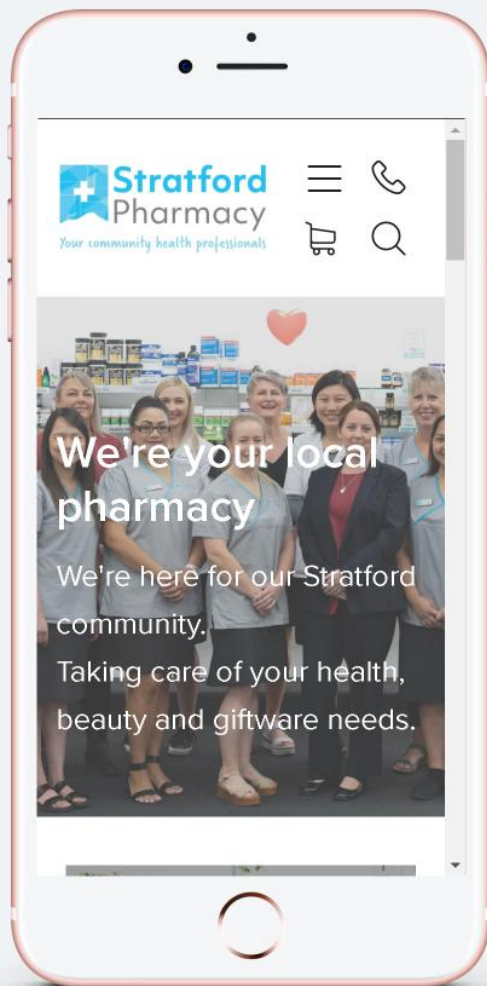 Stratford
Pharmacy
Your community health professionals
We're your local
pharmacy
We're here for our Stratford
community.
Taking care of your health,
beauty and giftware needs.